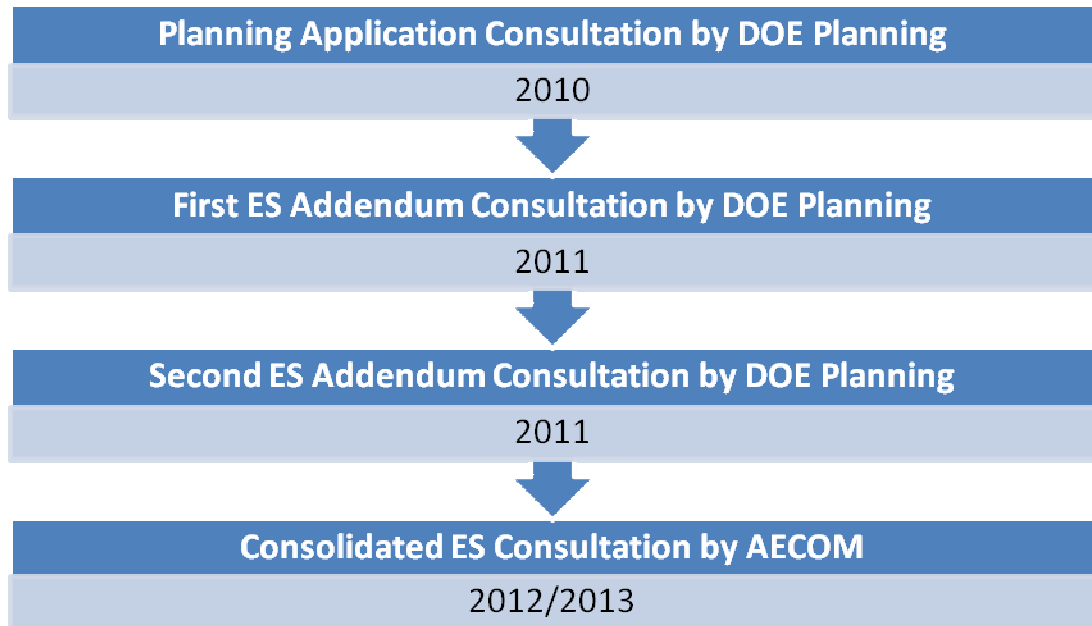 Planning Application Consultation by DOE Planning
2010
First ES Addendum Consultation by DOE Planning
2011
Second ES Addendum Consultation by DOE Planning
2011
Consolidated ES Consultation by AECOM
2012/2013